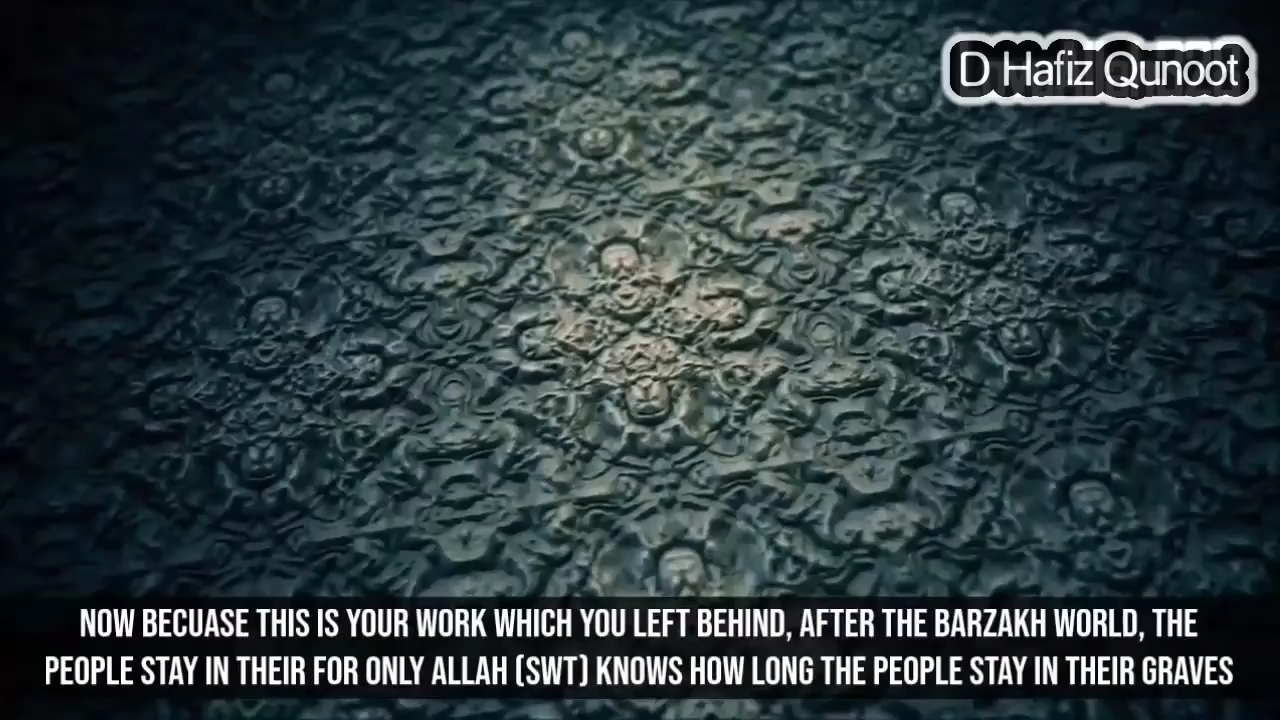 D Hafiz Qunoot
NOW BECUASE THIS IS YOUR WORK WHICH YOU LEFT BEHIND, AFTER THE BARZAKH WORLD, THE
PEOPLE STAY IN THEIR FOR ONLY ALLAH (SWT) KNOWS HOW LONG THE PEOPLE STAY IN THEIR GRAVES